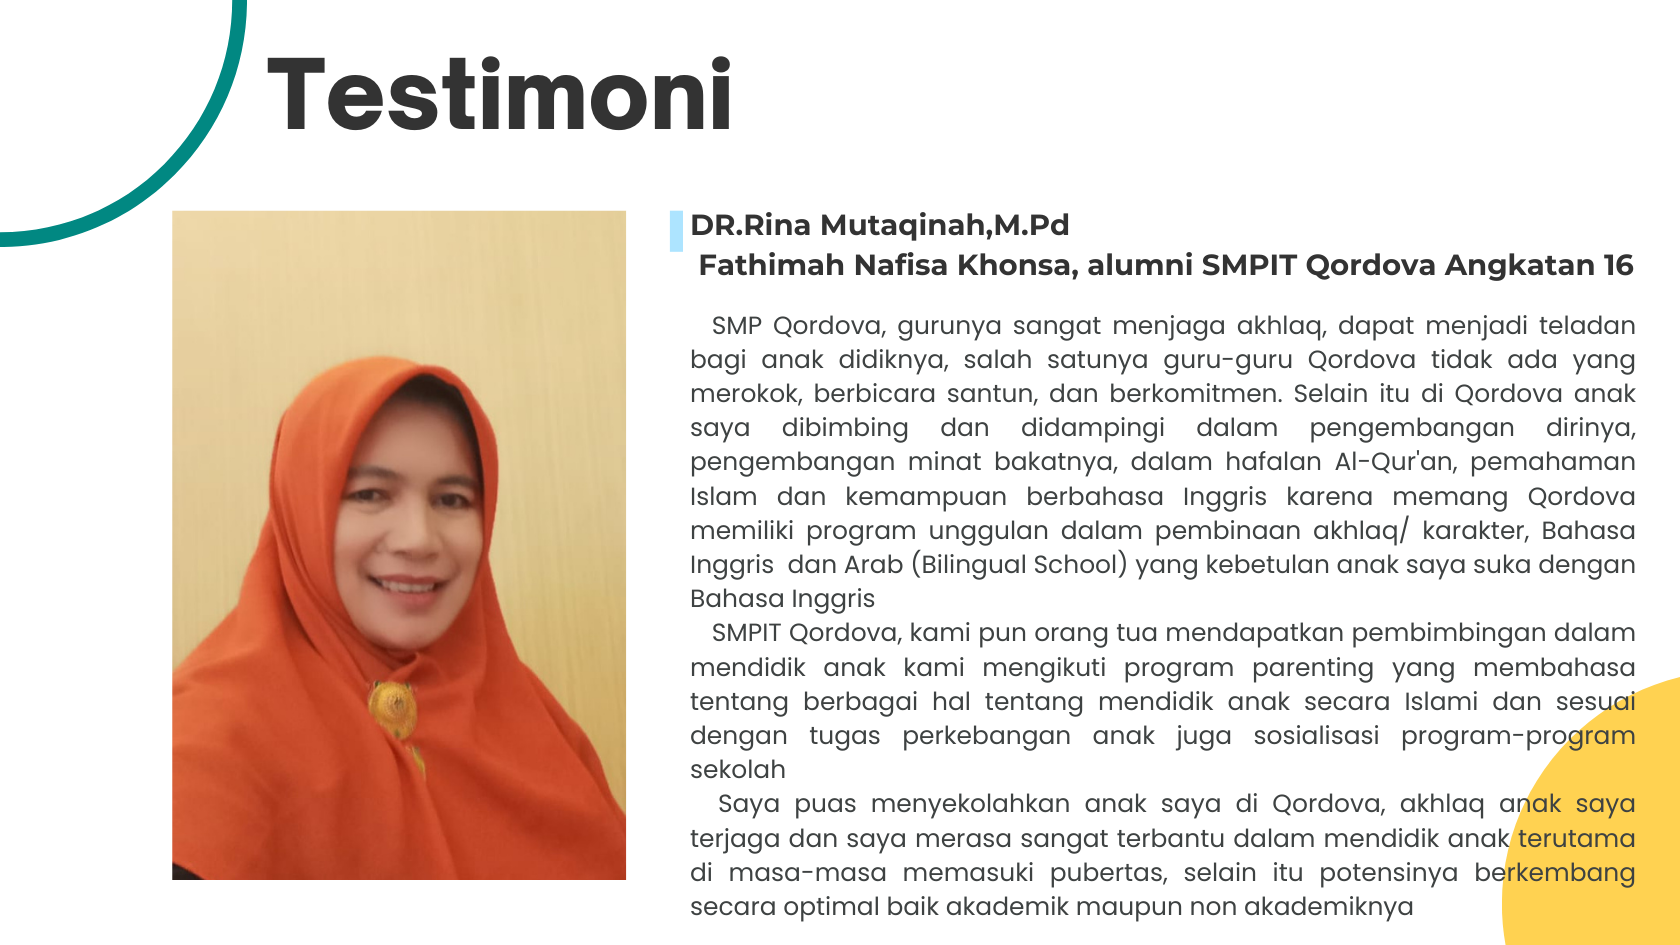 Testimoni
DR.Rina Mutaqinah,M.Pd
Fathimah Nafisa Khonsa, alumni SMPIT Qordova Angkatan 16
SMP Qordova, gurunya sangat menjaga akhlaq, dapat menjadi teladan
bagi anak didiknya, salah satunya guru-guru Qordova tidak ada yang
merokok, berbicara santun, dan berkomitmen. Selain itu di Qordova anak
saya dibimbing dan didampingi dalam pengembangan dirinya,
pengembangan minat bakatnya, dalam hafalan Al-Qur'an, pemahaman
Islam dan kemampuan berbahasa Inggris karena memang Qordova
memiliki program unggulan dalam pembinaan akhlaq/ karakter, Bahasa
Inggris dan Arab (Bilingual School) yang kebetulan anak saya suka dengan
Bahasa Inggris
SMPIT Qordova, kami pun orang tua mendapatkan pembimbingan dalam
mendidik anak kami mengikuti program parenting yang membahasa
tentang berbagai hal tentang mendidik anak secara Islami dan sesuai
dengan tugas perkebangan anak juga sosialisasi program-program
sekolah
Saya puas menyekolahkan anak saya di Qordova, akhlaq anak saya
terjaga dan saya merasa sangat terbantu dalam mendidik anak terutama
di masa-masa memasuki pubertas, selain itu potensinya berkembang
secara optimal baik akademik maupun non akademiknya